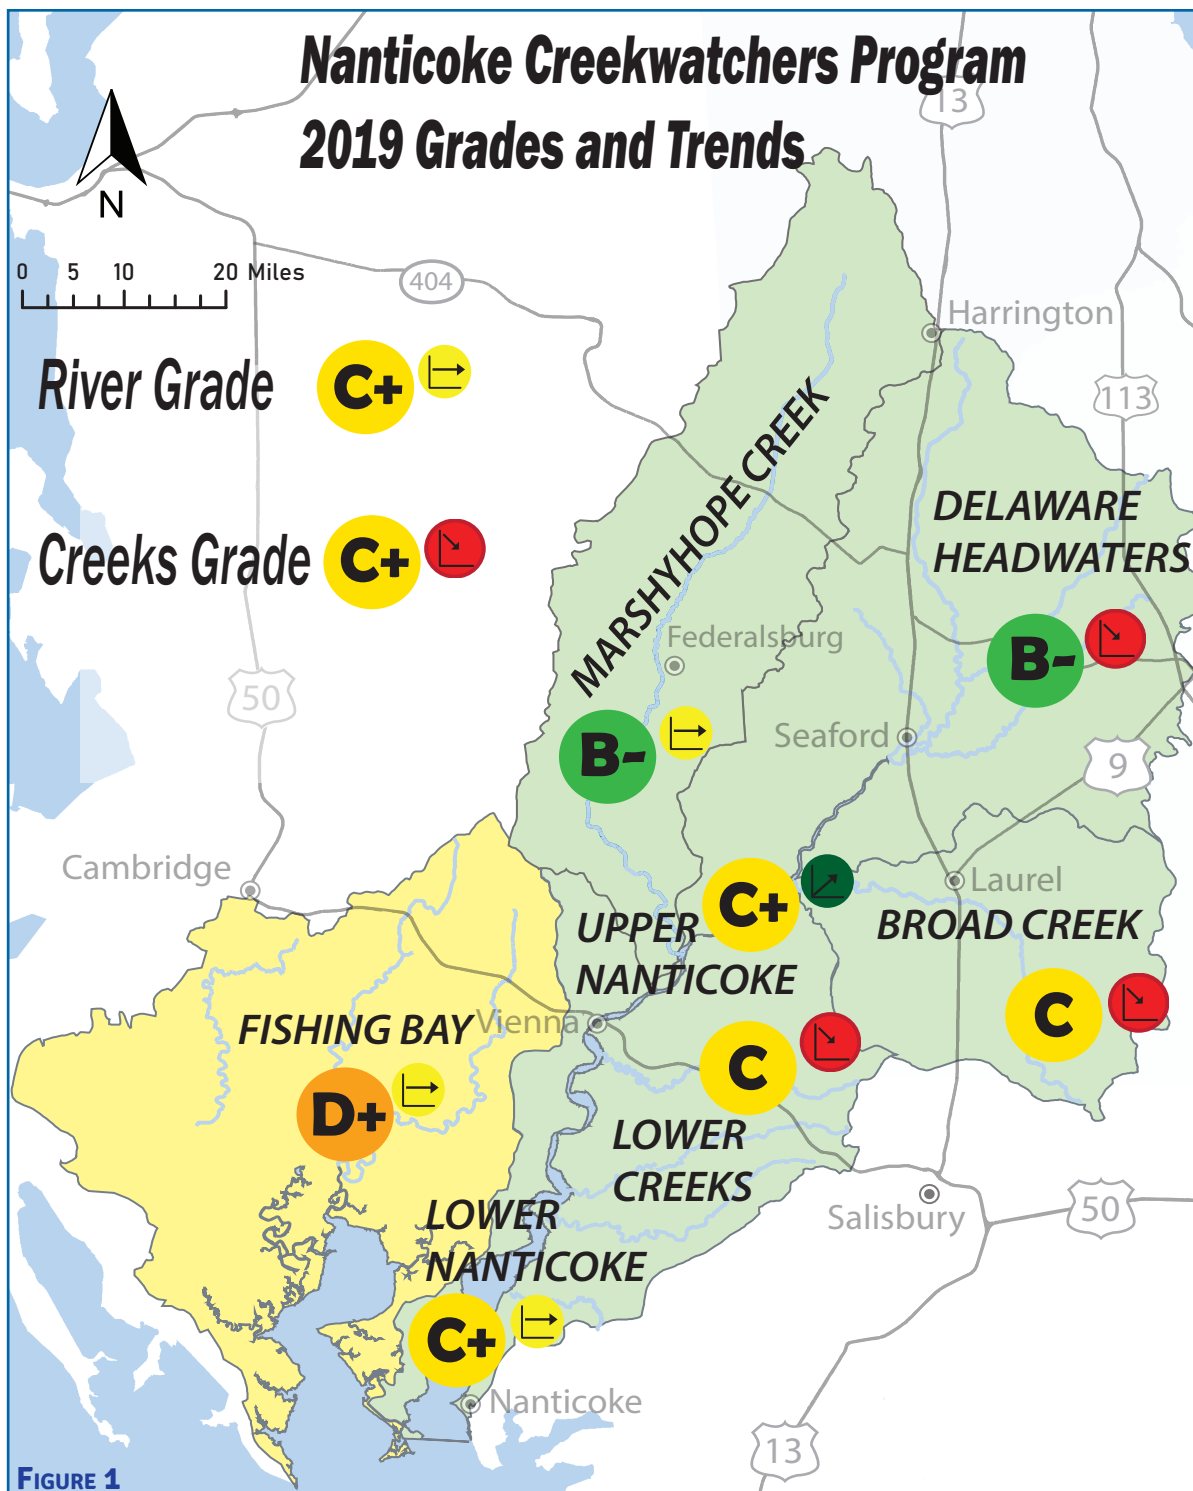 Nanticoke Creekwatchers Program
2019 Grades and Trends
13
N
0 5 10 20 Miles
404
Harrington
River Grade C+
113
MARSHYHOPE CREEK
DELAWARE
HEADWATERS
Creeks Grade C+
Federalsburg
B-
50
B-
Seaford
9
Cambridge
Laurel
C+
UPPER
NANTICOKE
BROAD CREEK
C
FISHING BAY
Vienna
C
D+
LOWER
CREEKS
LOWER
NANTICOKE
Salisbury
50
C+
Nanticoke
13
FIGURE 1